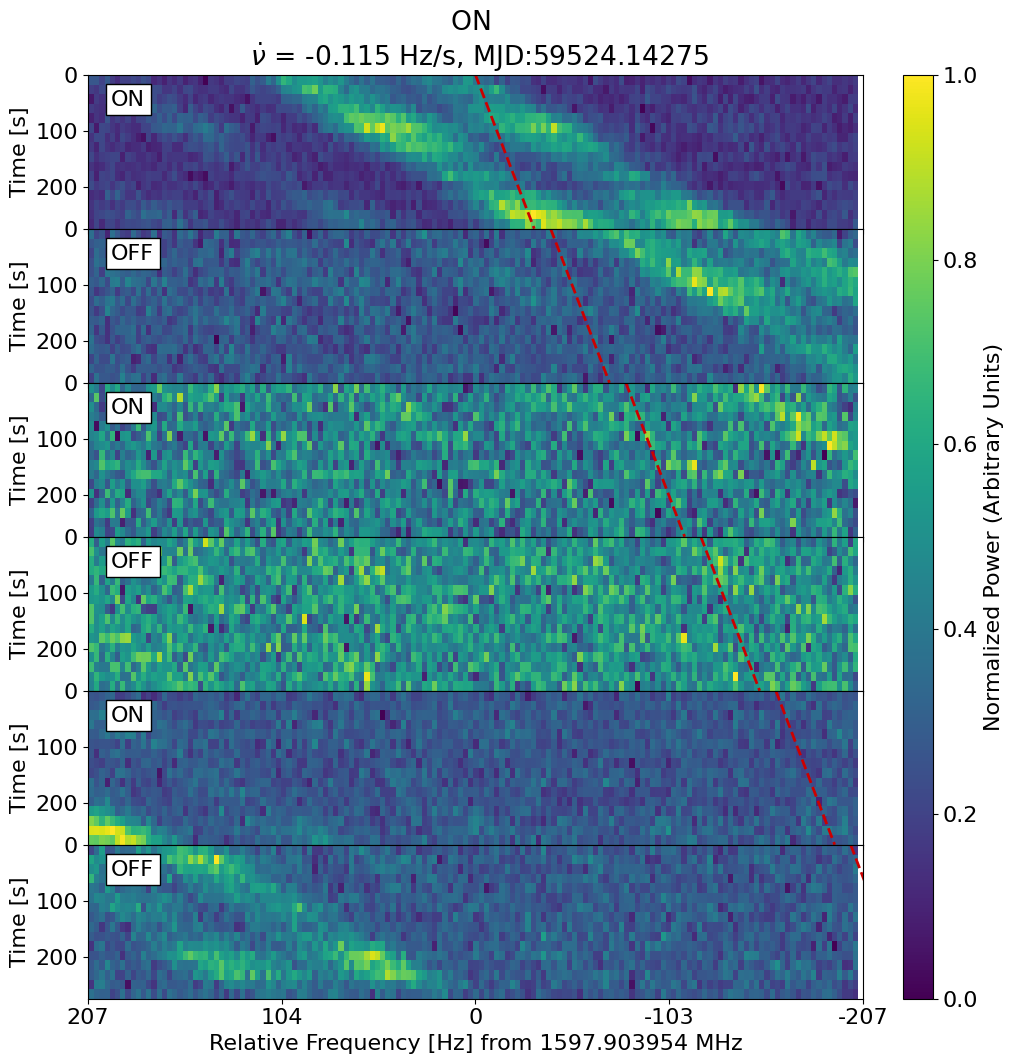 ON
ν̇ = -0.115 Hz/s, MJD:59524.14275
0
ON
100
200
Time [s]
0
OFF
100
200
Time [s]
0
ON
100
200
Time [s]
0
OFF
100
200
Time [s]
0
ON
100
200
Time [s]
0
OFF
100
200
Time [s]
207 104 0 -103 -207
Relative Frequency [Hz] from 1597.903954 MHz
1.0
0.8
0.6
0.4
0.2
0.0
Normalized Power (Arbitrary Units)